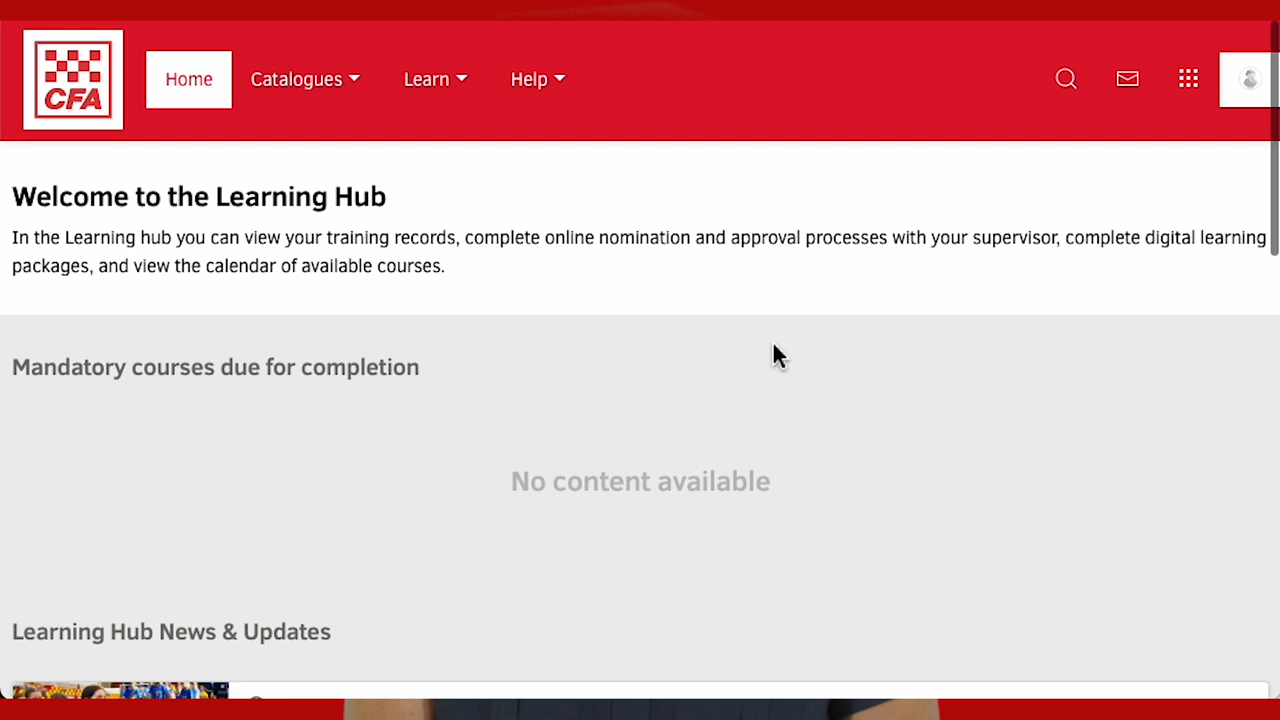 CFA
Home
Catalogues
Learn
Help
Welcome to the Learning Hub
In the Learning hub you can view your training records, complete online nomination and approval processes with your supervisor, complete digital learning
packages, and view the calendar of available courses.
Mandatory courses due for completion
No content available
Learning Hub News & Updates